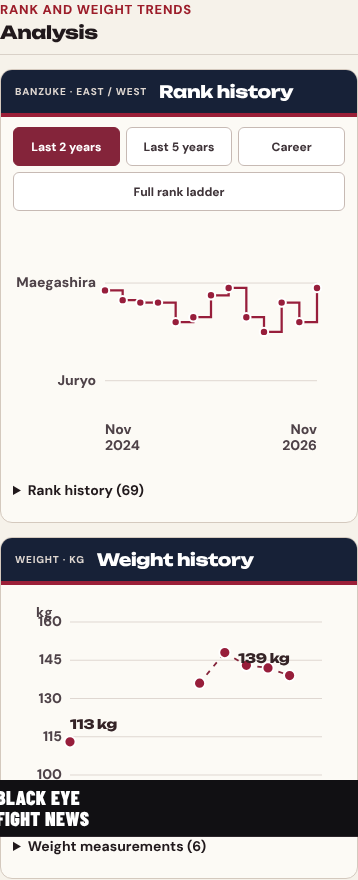 RANK AND WEIGHT TRENDS
Analysis
BANZUKE · EAST / WEST Rank history
Last 2 years Last 5 years Career
Full rank ladder
Maegashira
Juryo
Nov 2024
Nov 2026
▶ Rank history (69)
WEIGHT · KG Weight history
kg
160
145
139 kg
130
113 kg
115
100
BLACK EYE
FIGHT NEWS
▶ Weight measurements (6)